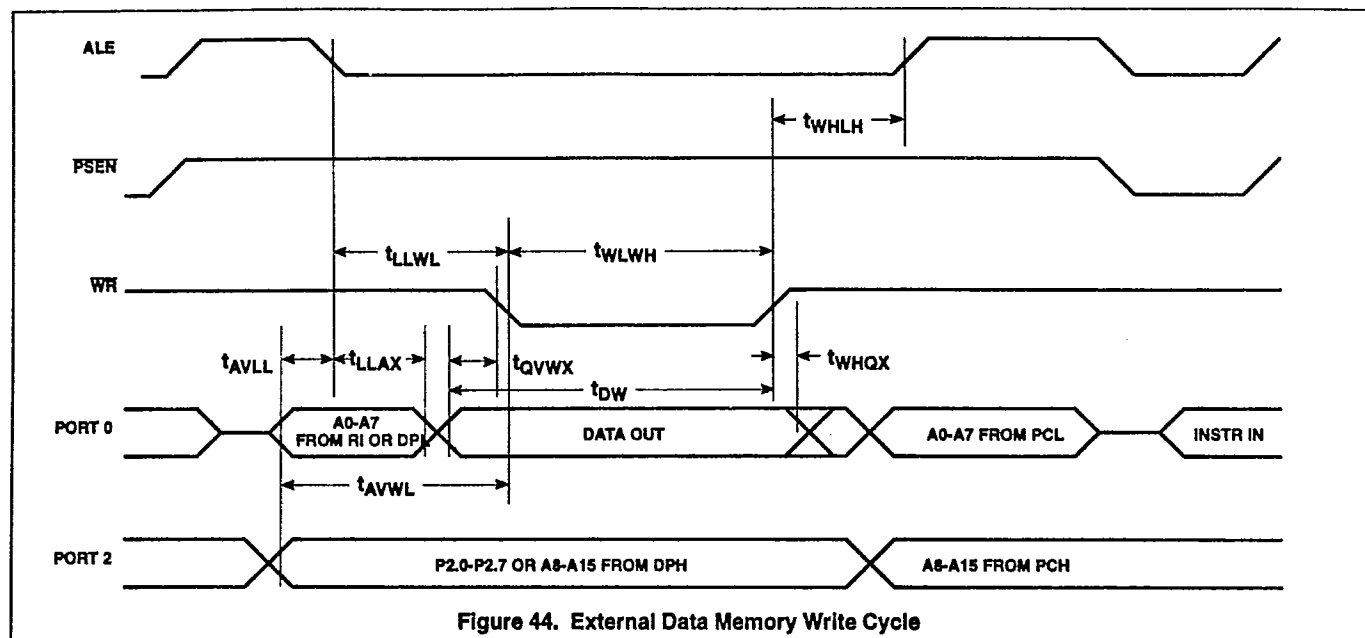 ALE
tWHLH
PSEN
tLLWL
tWLWH
WR
tAVLL
tLLAX
tQVWX
tWHQX
tDW
PORT 0
A0-A7
FROM RI OR DPL
DATA OUT
A0-A7 FROM PCL
INSTR IN
tAVWL
PORT 2
P2.0-P2.7 OR A8-A15 FROM DPH
A8-A15 FROM PCH
Figure 44. External Data Memory Write Cycle